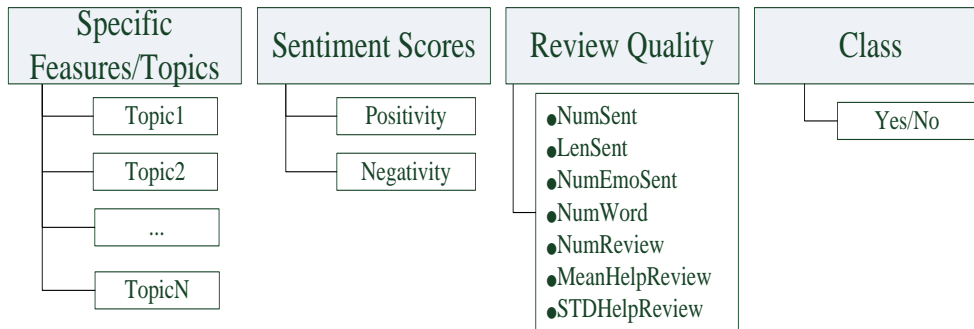 Specific
Feasures/Topics
Topic1
Topic2
...
TopicN
Sentiment Scores
Positivity
Negativity
Review Quality
●NumSent
●LenSent
●NumEmoSent
●NumWord
●NumReview
●MeanHelpReview
●STDHelpReview
Class
Yes/No